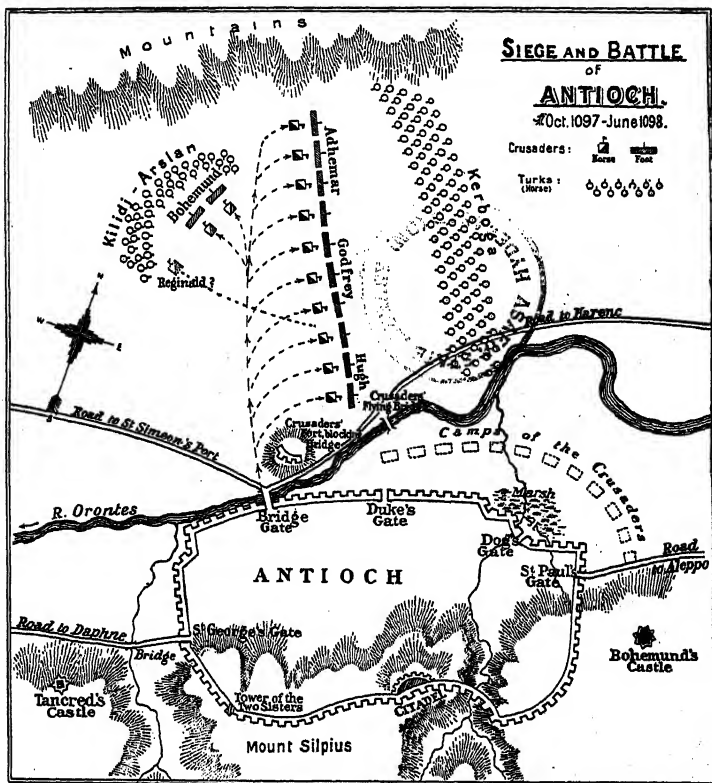 Mountains
SIEGE AND BATTLE
OF
ANTIOCH.
Oct. 1097-June 1098.
Crusaders:
Horse
Foot
Turks:
(Horse)
Adhemar
Kilidj-Arslan
Bohemund
Kerboga
Godfrey
Reginald?
Road to Harenc
N
W
E
S
Hugh
Road to St Simeon's Port
Crusaders'
Fort, blocking
Bridge
Crusaders'
Flying Bridge
Camps of the Crusaders
R. Orontes
Marsh
Bridge
Gate
Duke's
Gate
Dog's
Gate
St Paul's
Gate
Road
to Aleppo
ANTIOCH
Road to Daphne
St George's Gate
Bridge
Bohemund's
Castle
Tancred's
Castle
Tower of the
Two Sisters
CITADEL
Mount Silpius